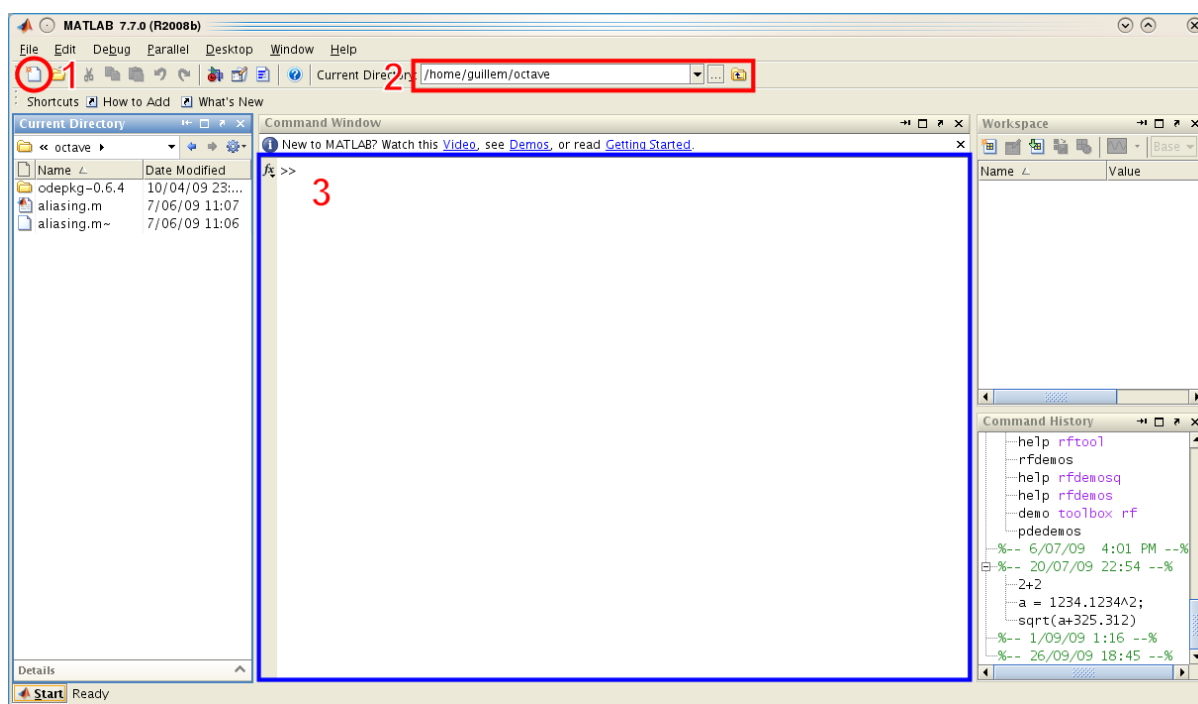 MATLAB 7.7.0 (R2008b)
File Edit Debug Parallel Desktop Window Help
1
Current Directory: /home/guillem/octave
2
Shortcuts How to Add What's New
Current Directory
« octave
Name Date Modified
odepkg-0.6.4 10/04/09 23:...
aliasing.m 7/06/09 11:07
aliasing.m~ 7/06/09 11:06
Details
Command Window
New to MATLAB? Watch this Video, see Demos, or read Getting Started.
fx >>
3
Workspace
Base
Name Value
Command History
help rftool
rfdemos
help rfdemosq
help rfdemos
demo toolbox rf
pdedemos
%-- 6/07/09 4:01 PM --%
%-- 20/07/09 22:54 --%
2+2
a = 1234.1234^2;
sqrt(a+325.312)
%-- 1/09/09 1:16 --%
%-- 26/09/09 18:45 --%
Start Ready